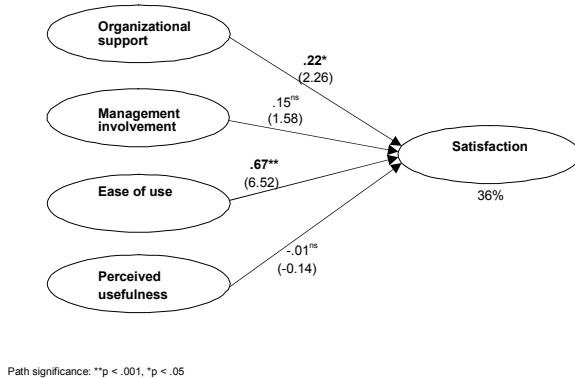 Organizational
support
.22*
(2.26)
.15ns
(1.58)
Management
involvement
Satisfaction
.67**
(6.52)
Ease of use
36%
-.01ns
(-0.14)
Perceived
usefulness
Path significance: **p < .001, *p < .05